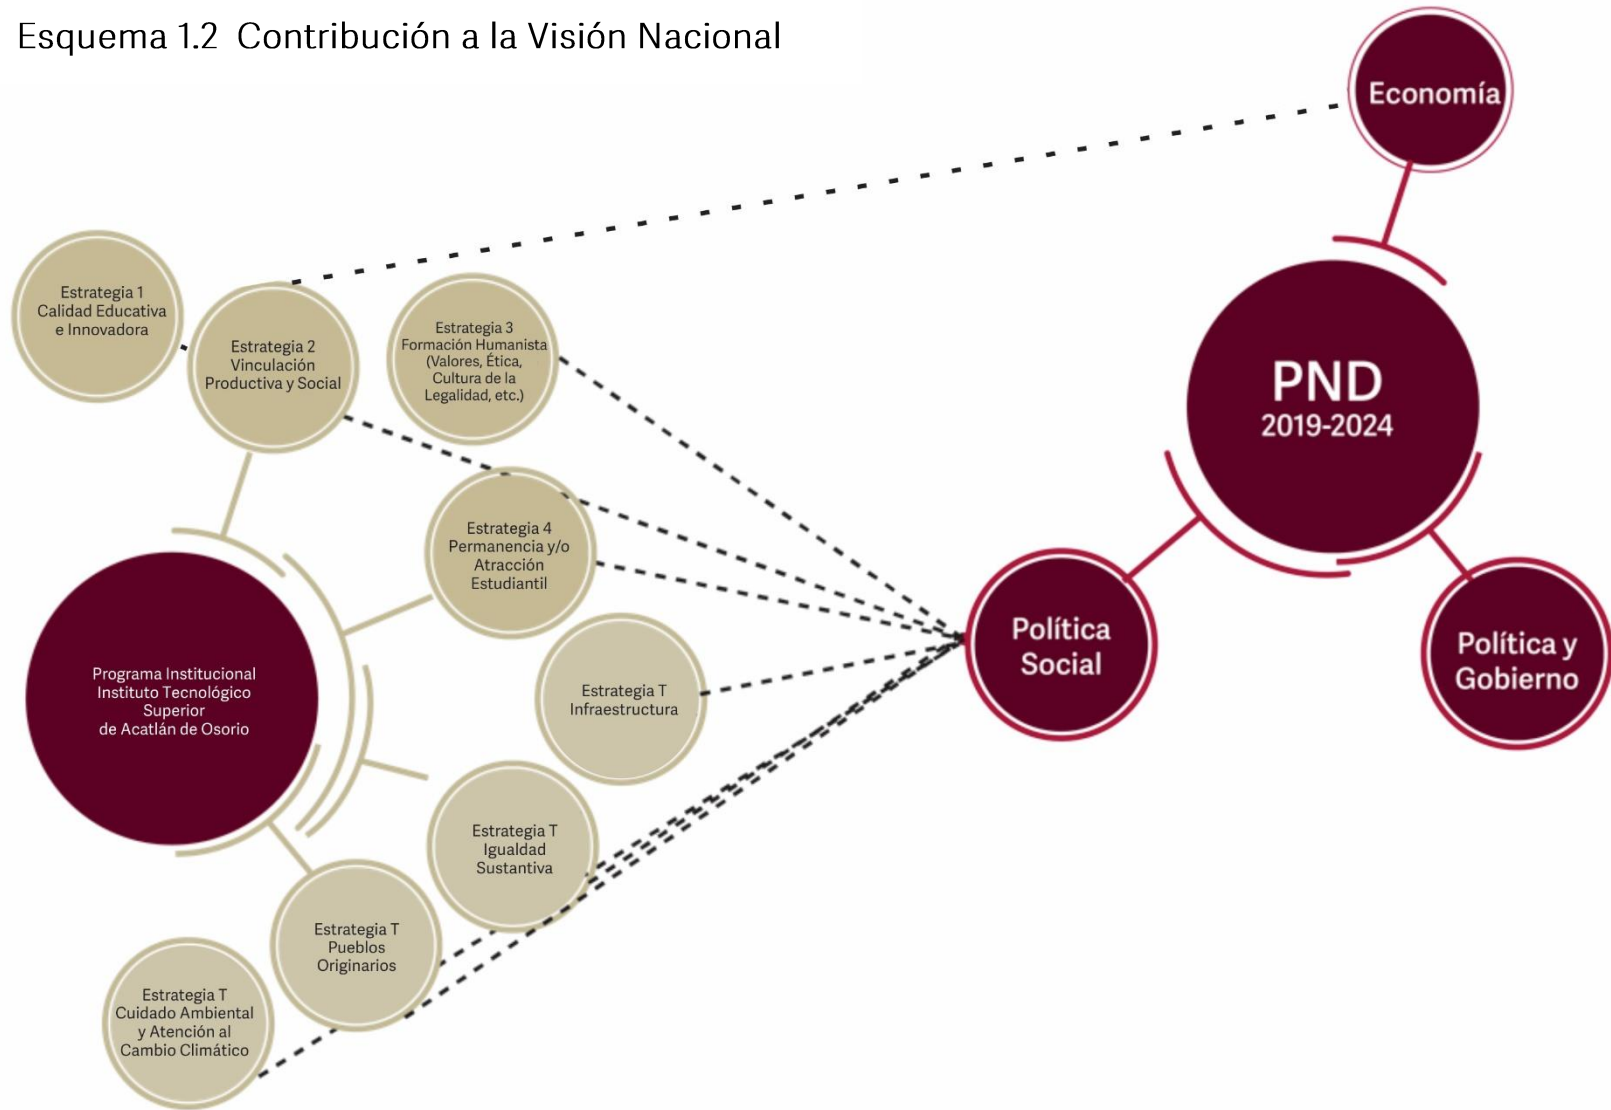 Esquema 1.2 Contribución a la Visión Nacional
Economía
PND
2019-2024
Política
Social
Política y
Gobierno
Estrategia 1
Calidad Educativa
e Innovadora
Estrategia 2
Vinculación
Productiva y Social
Estrategia 3
Formación Humanista
(Valores, Ética,
Cultura de la
Legalidad, etc.)
Estrategia 4
Permanencia y/o
Atracción
Estudiantil
Estrategia T
Infraestructura
Programa Institucional
Instituto Tecnológico
Superior
de Acatlán de Osorio
Estrategia T
Igualdad
Sustantiva
Estrategia T
Pueblos
Originarios
Estrategia T
Cuidado Ambiental
y Atención al
Cambio Climático